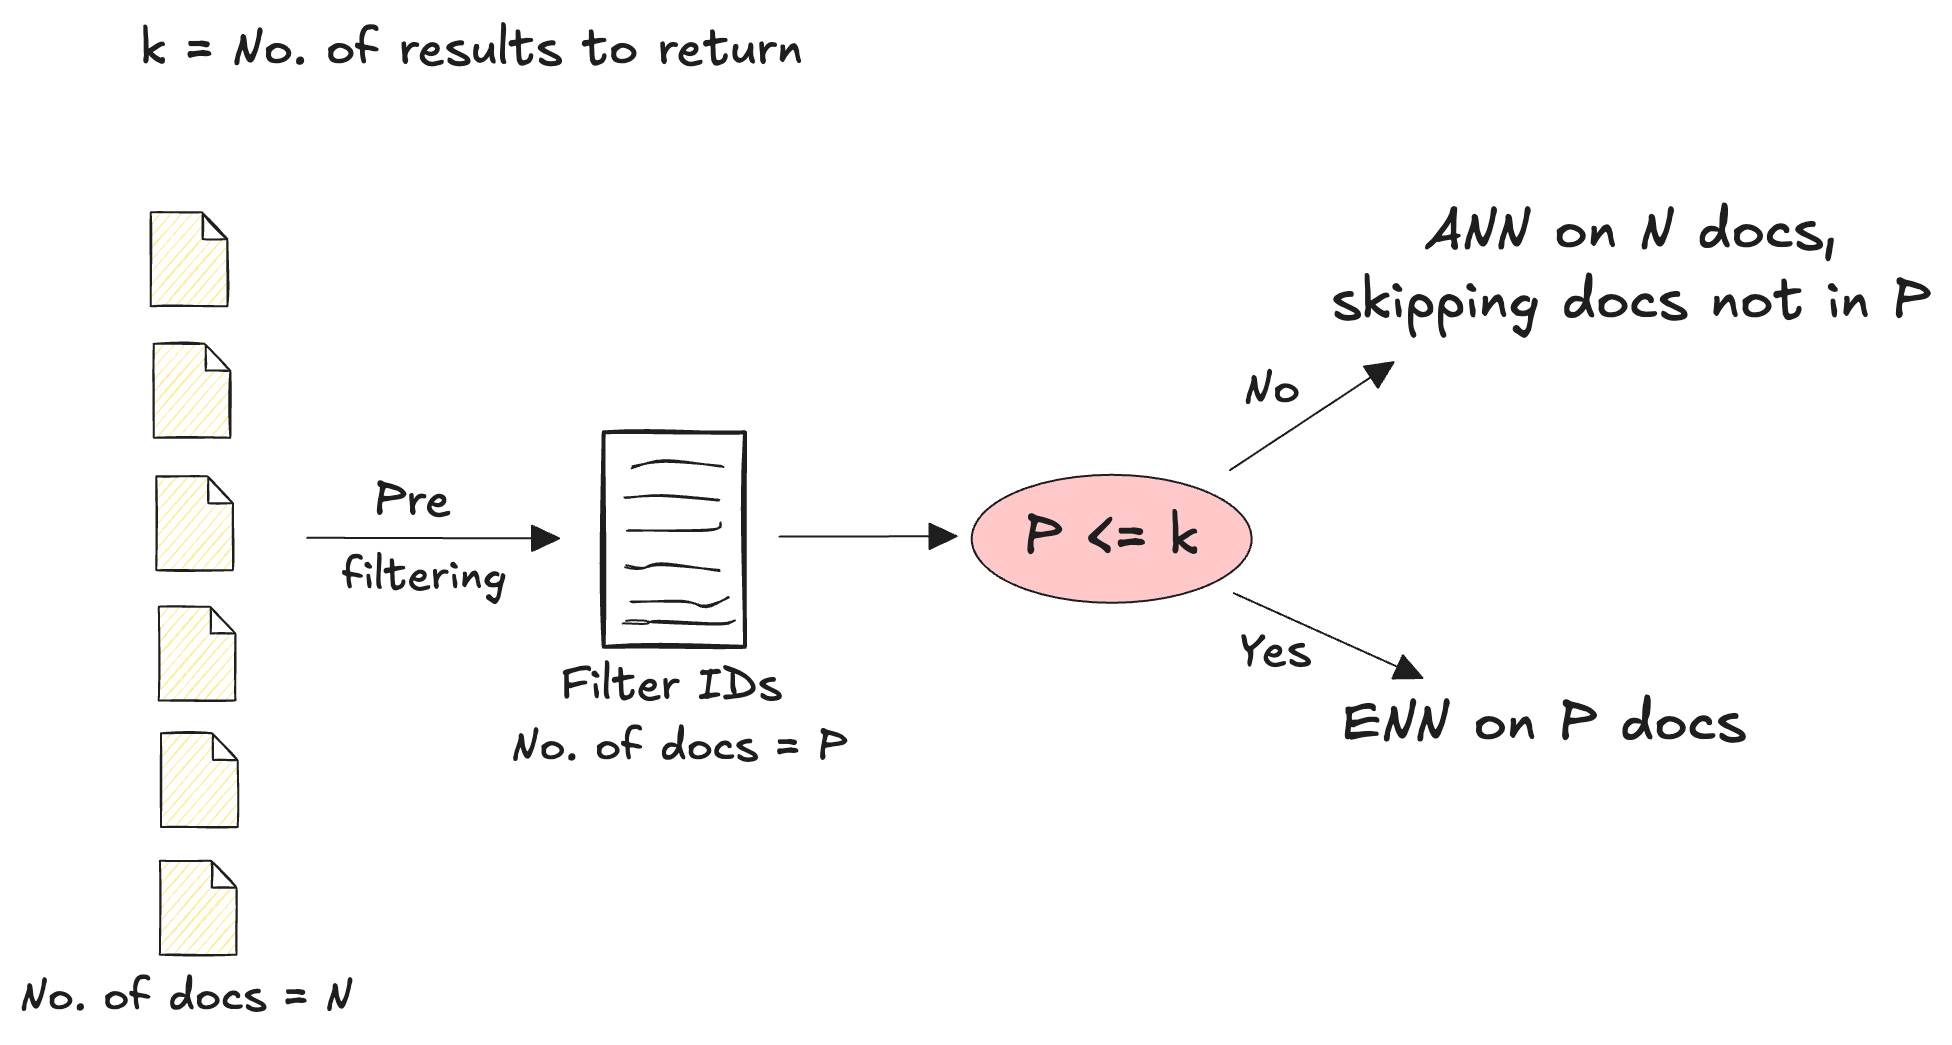 k = No. of results to return
Pre
filtering
Filter IDs
No. of docs = P
No. of docs = N
P <= k
No
ANN on N docs,
skipping docs not in P
Yes
ENN on P docs